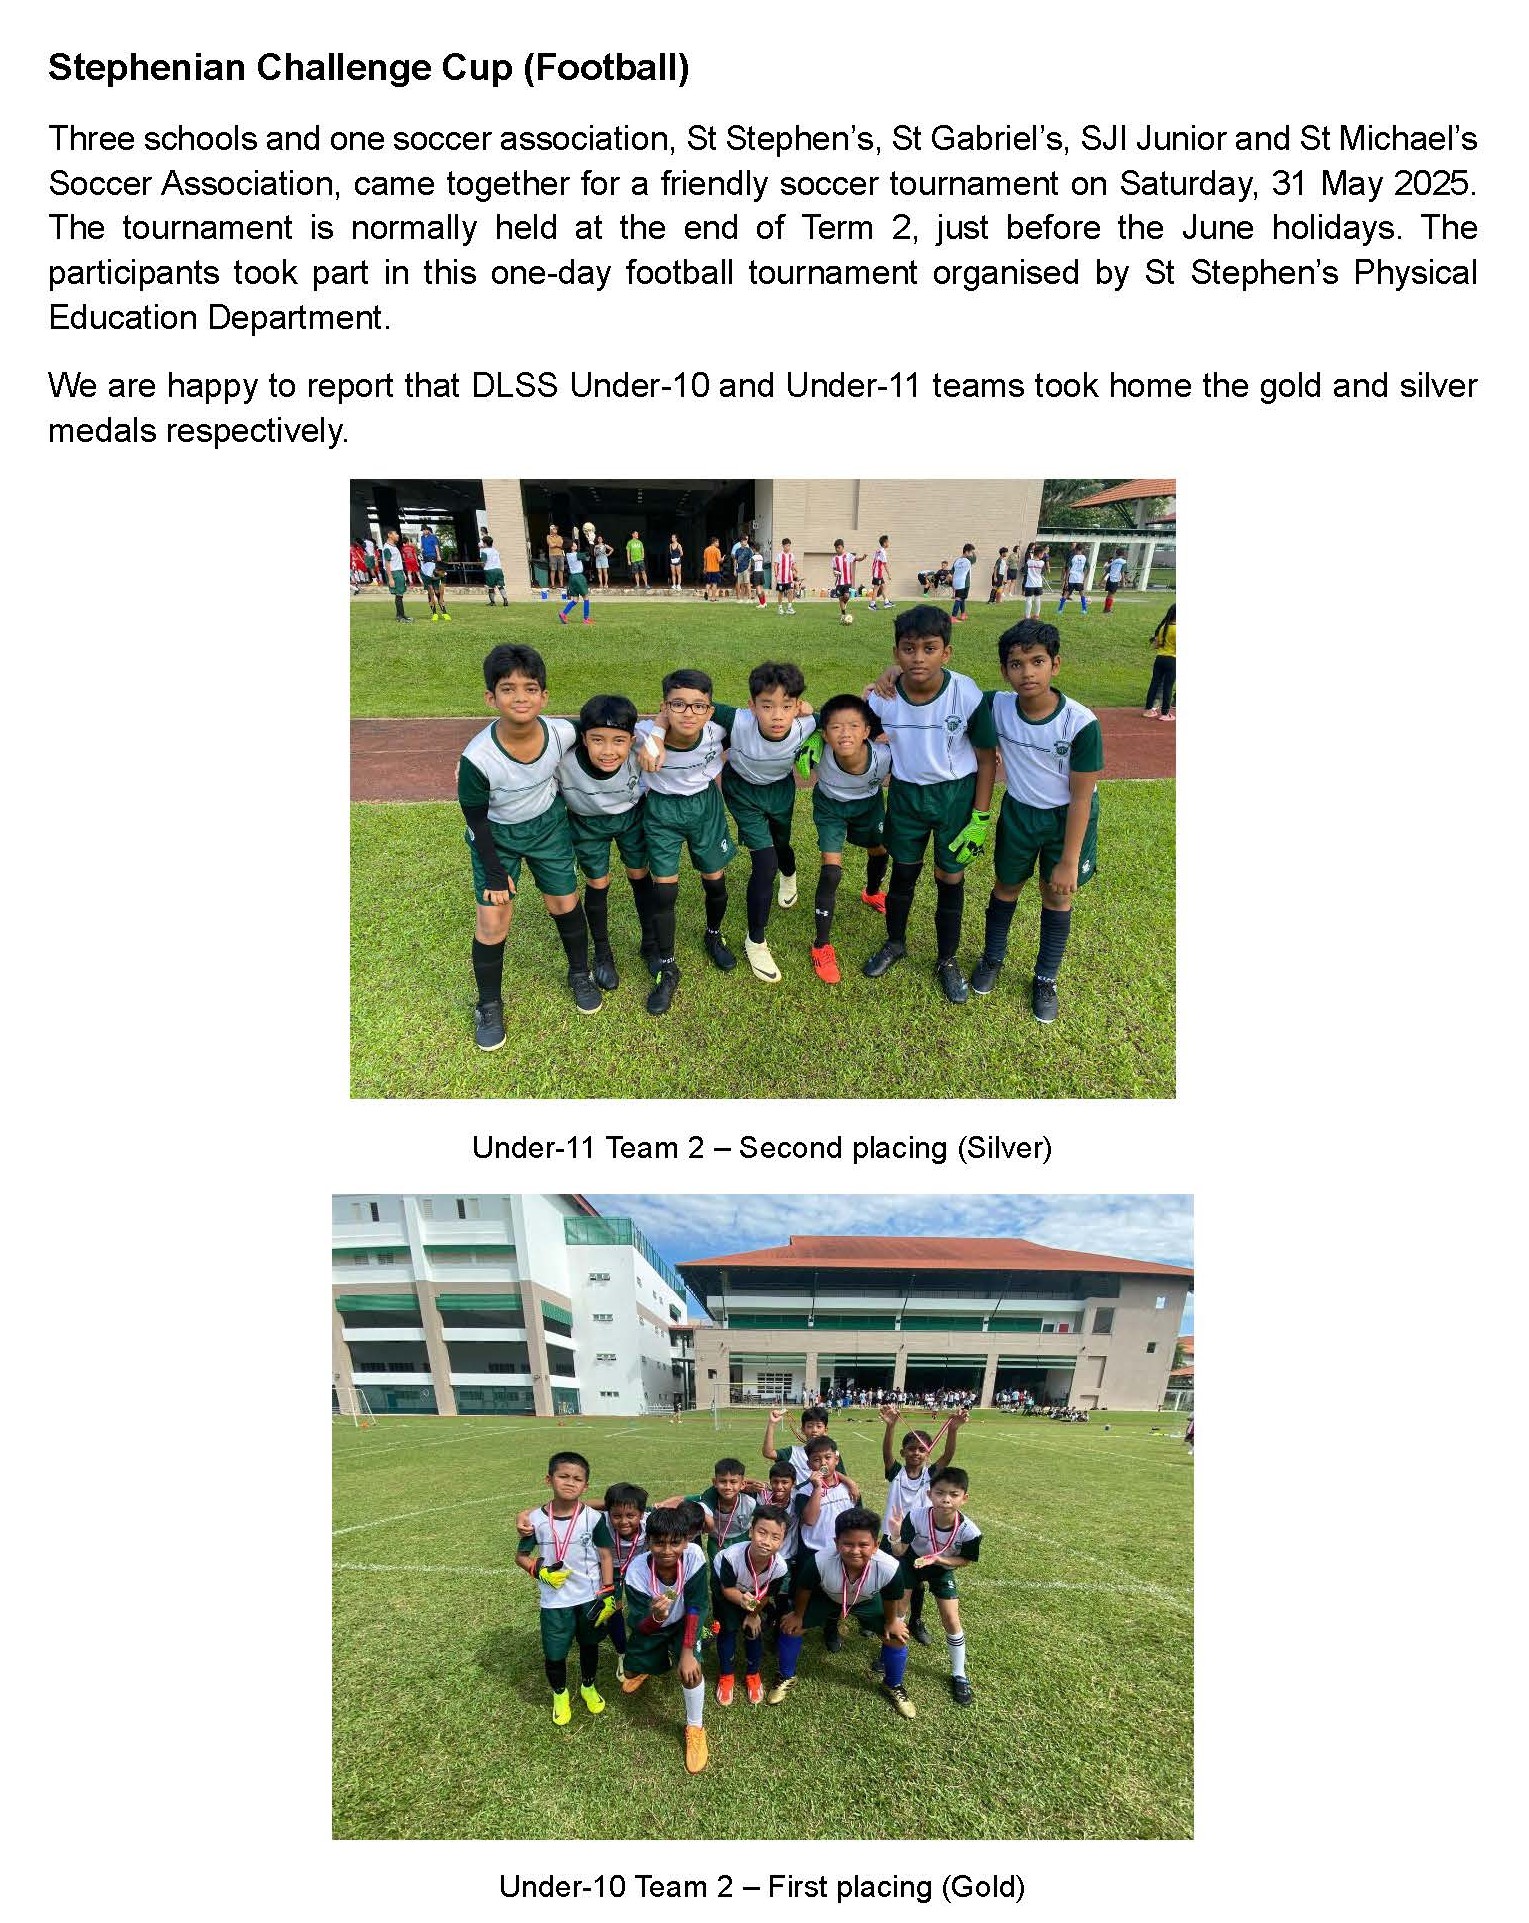 Stephenian Challenge Cup (Football)
Three schools and one soccer association, St Stephen's, St Gabriel's, SJI Junior and St Michael's
Soccer Association, came together for a friendly soccer tournament on Saturday, 31 May 2025.
The tournament is normally held at the end of Term 2, just before the June holidays. The
participants took part in this one-day football tournament organised by St Stephen's Physical
Education Department.
We are happy to report that DLSS Under-10 and Under-11 teams took home the gold and silver
medals respectively.
Under-11 Team 2 – Second placing (Silver)
Under-10 Team 2 – First placing (Gold)